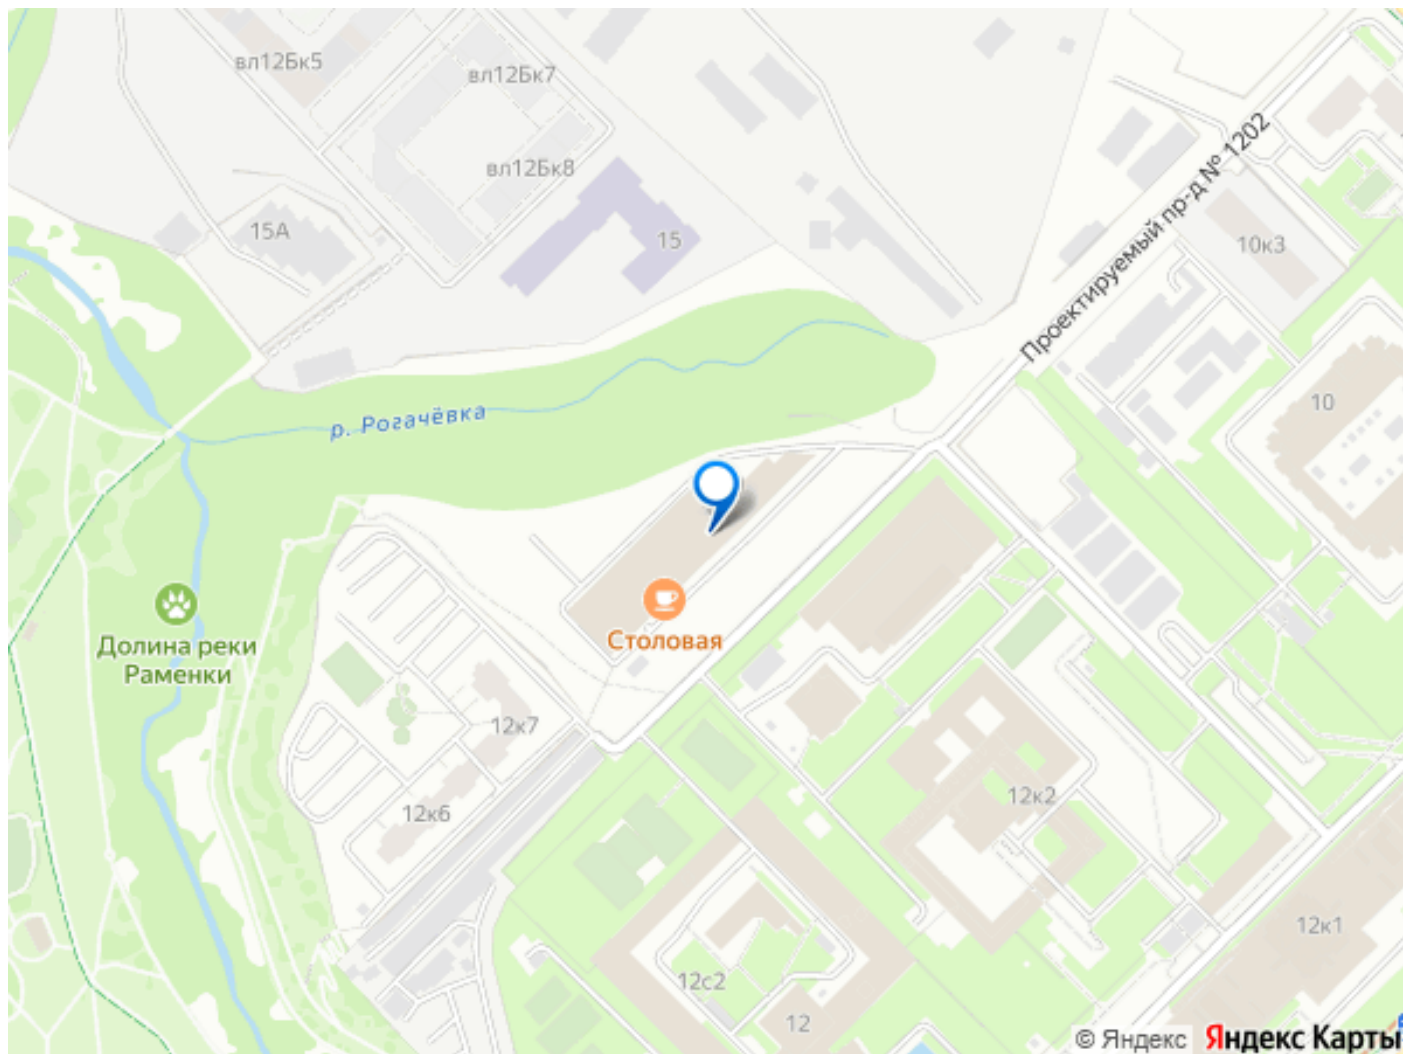 вл12Бк5
вл12Бк7
вл12Бк8
15А
15
Проектируемый пр-д № 1202
10к3
10
р. Рогачёвка
Долина реки
Раменки
Столовая
12к7
12к6
12к2
12к1
12с2
12
© Яндекс Яндекс Карты